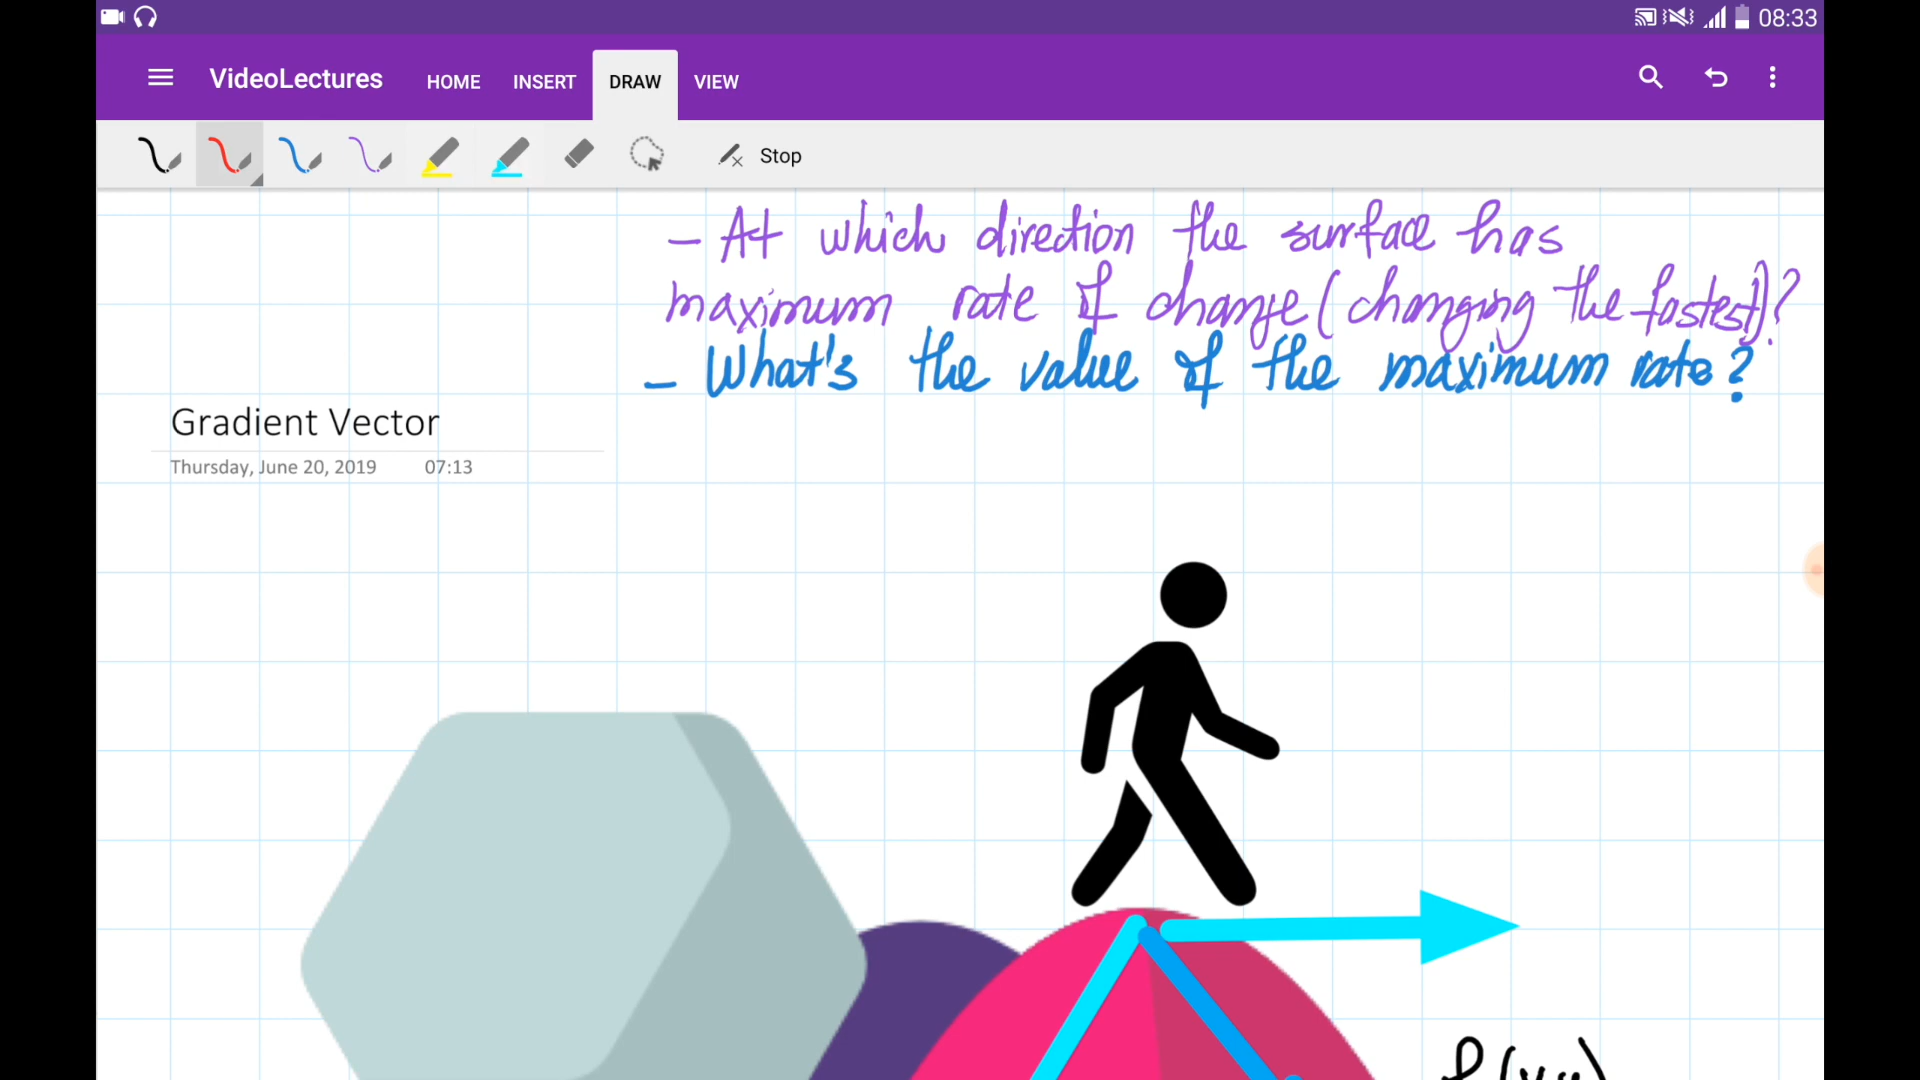 08:33
VideoLectures HOME INSERT DRAW VIEW
Stop
- At which direction the surface has
maximum rate of change (changing the fastest)?
- What's the value of the maximum rate?
Gradient Vector
Thursday, June 20, 2019 07:13